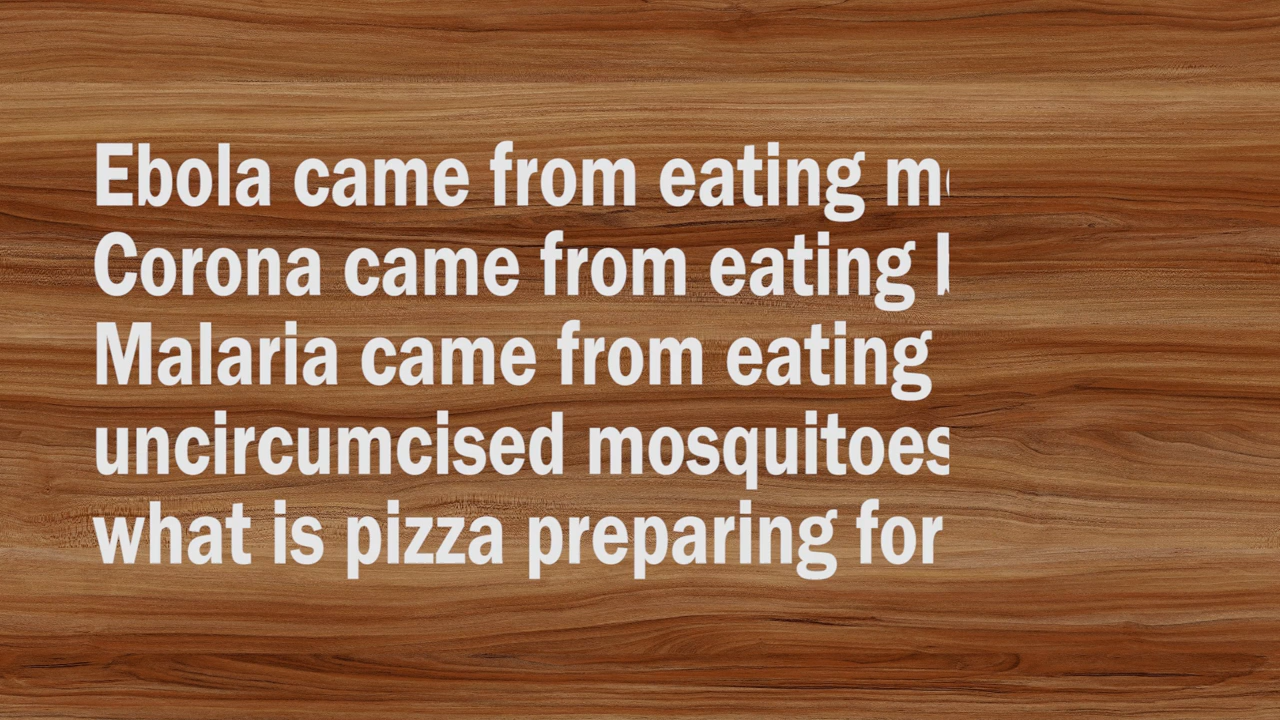 Ebola came from eating
Corona came from eating
Malaria came from eating
uncircumcised mosquitoes
what is pizza preparing for